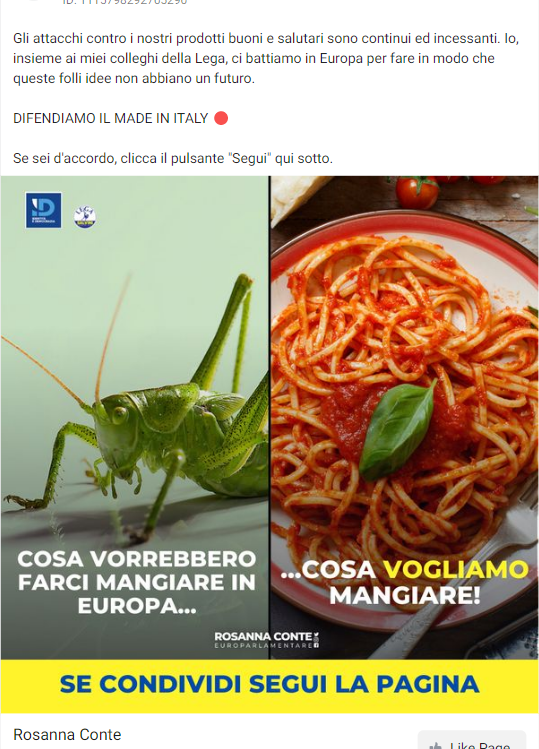 Gli attacchi contro i nostri prodotti buoni e salutari sono continui ed incessanti. Io,
insieme ai miei colleghi della Lega, ci battiamo in Europa per fare in modo che
queste folli idee non abbiano un futuro.
DIFENDIAMO IL MADE IN ITALY
Se sei d'accordo, clicca il pulsante "Segui" qui sotto.
ID
LEGA
COSA VORREBBERO
FARCI MANGIARE IN
EUROPA...
...COSA VOGLIAMO
MANGIARE!
ROSANNA CONTE
EUROPARLAMENTARE
SE CONDIVIDI SEGUI LA PAGINA
Rosanna Conte
Like Page